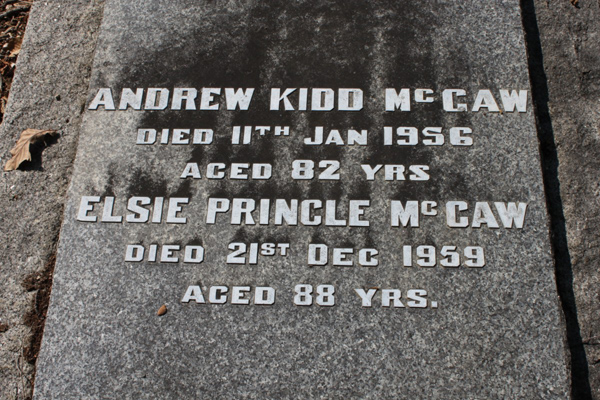 ANDREW KIDD McCAW
DIED 11TH JAN 1956
AGED 82 YRS
ELSIE PRINCLE McCAW
DIED 21ST DEC 1959
AGED 88 YRS.